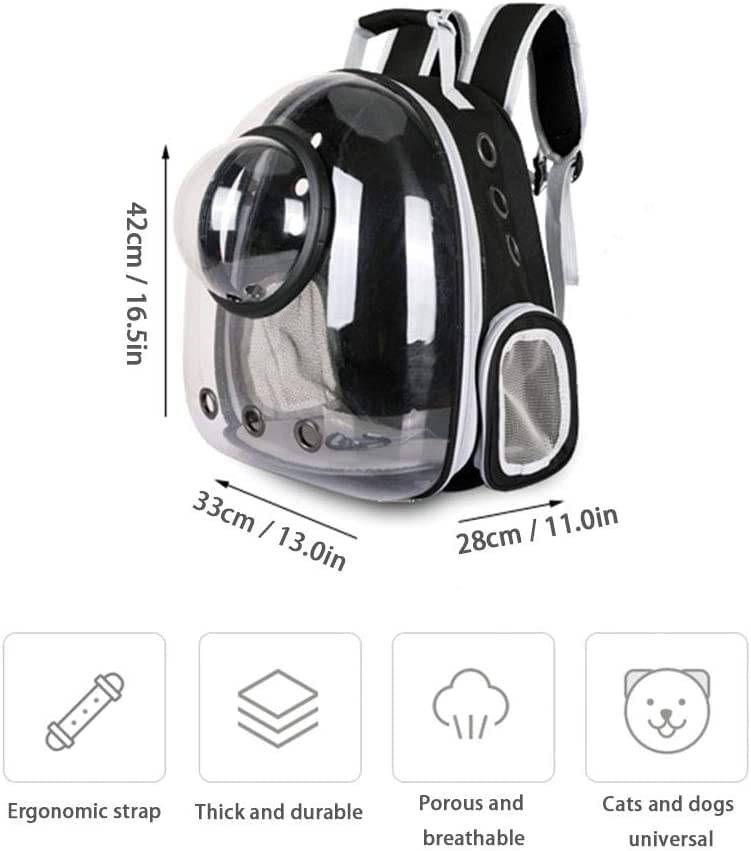 42cm / 16.5in
33cm / 13.0in
28cm / 11.0in
Ergonomic strap
Thick and durable
Porous and
breathable
Cats and dogs
universal